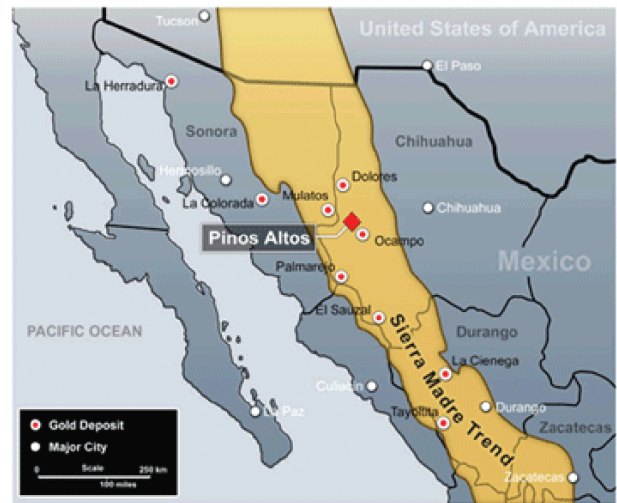 Tucson
United States of America
El Paso
La Herradura
Sonora
Chihuahua
Hermosillo
Dolores
Mulatos
La Colorada
Chihuahua
Pinos Altos
Ocampo
Mexico
Palmarejo
El Sauzal
Sierra Madre Trend
PACIFIC OCEAN
Durango
La Cienega
Culiacin
La Paz
Tayoltita
Durango
Zacatecas
Zacatecas
Gold Deposit
Major City
0 Scale 250 km
100 miles